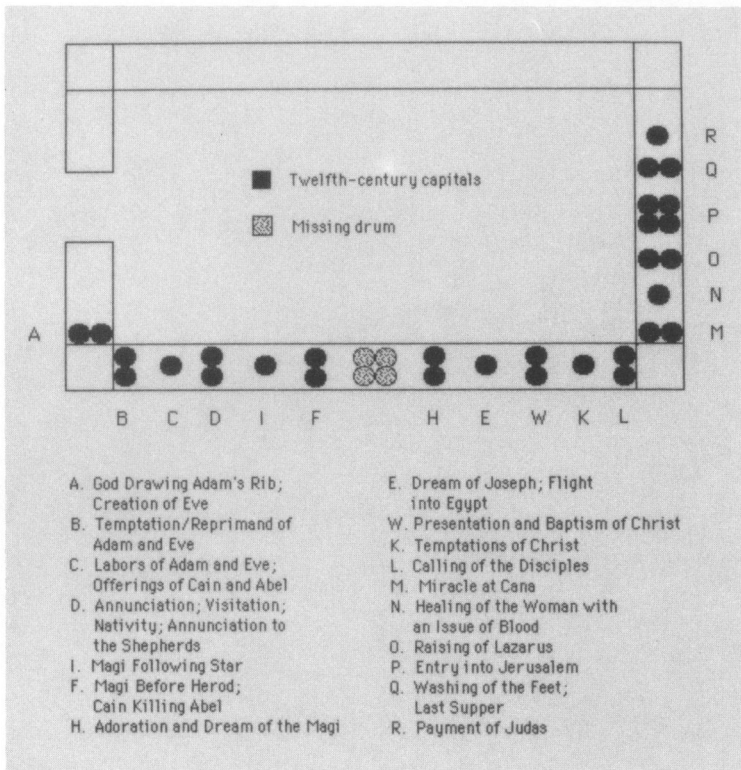 R
Q
Twelfth-century capitals
P
Missing drum
O
N
A
M
B C D I F H E W K L
A. God Drawing Adam's Rib;
Creation of Eve
B. Temptation/Reprimand of
Adam and Eve
C. Labors of Adam and Eve;
Offerings of Cain and Abel
D. Annunciation; Visitation;
Nativity; Annunciation to
the Shepherds
I. Magi Following Star
F. Magi Before Herod;
Cain Killing Abel
H. Adoration and Dream of the Magi
E. Dream of Joseph; Flight
into Egypt
W. Presentation and Baptism of Christ
K. Temptations of Christ
L. Calling of the Disciples
M. Miracle at Cana
N. Healing of the Woman with
an Issue of Blood
O. Raising of Lazarus
P. Entry into Jerusalem
Q. Washing of the Feet;
Last Supper
R. Payment of Judas